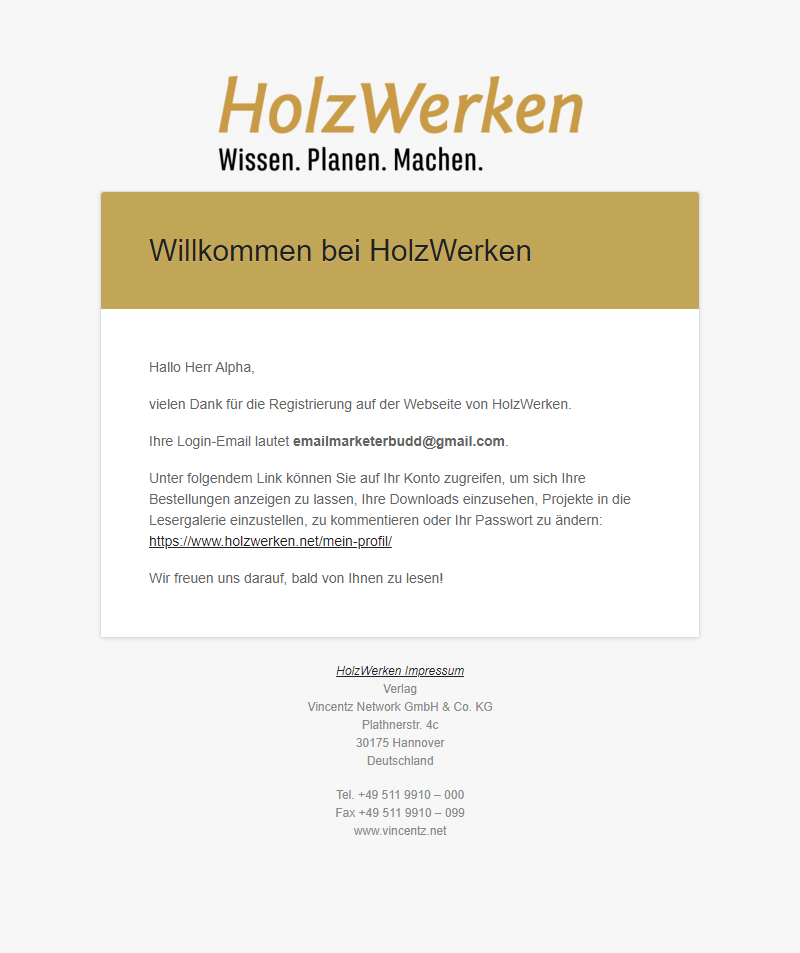 HolzWerken
Wissen. Planen. Machen.
Willkommen bei HolzWerken
Hallo Herr Alpha,
vielen Dank für die Registrierung auf der Webseite von HolzWerken.
Ihre Login-Email lautet emailmarketerbudd@gmail.com.
Unter folgendem Link können Sie auf Ihr Konto zugreifen, um sich Ihre
Bestellungen anzeigen zu lassen, Ihre Downloads einzusehen, Projekte in die
Lesergalerie einzustellen, zu kommentieren oder Ihr Passwort zu ändern:
https://www.holzwerken.net/mein-profil/
Wir freuen uns darauf, bald von Ihnen zu lesen!
HolzWerken Impressum
Verlag
Vincentz Network GmbH & Co. KG
Plathnerstr. 4c
30175 Hannover
Deutschland
Tel. +49 511 9910 – 000
Fax +49 511 9910 – 099
www.vincentz.net